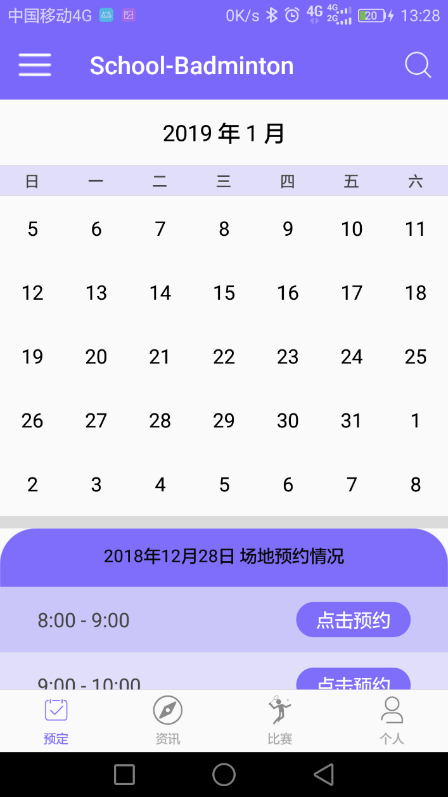 中国移动4G 0K/s 4G 4G 2G 20 13:28
School-Badminton
2019 年 1 月
日 一 二 三 四 五 六
5 6 7 8 9 10 11
12 13 14 15 16 17 18
19 20 21 22 23 24 25
26 27 28 29 30 31 1
2 3 4 5 6 7 8
2018年12月28日 场地预约情况
8:00 - 9:00 点击预约
9:00 - 10:00 点击预约
预定 资讯 比赛 个人